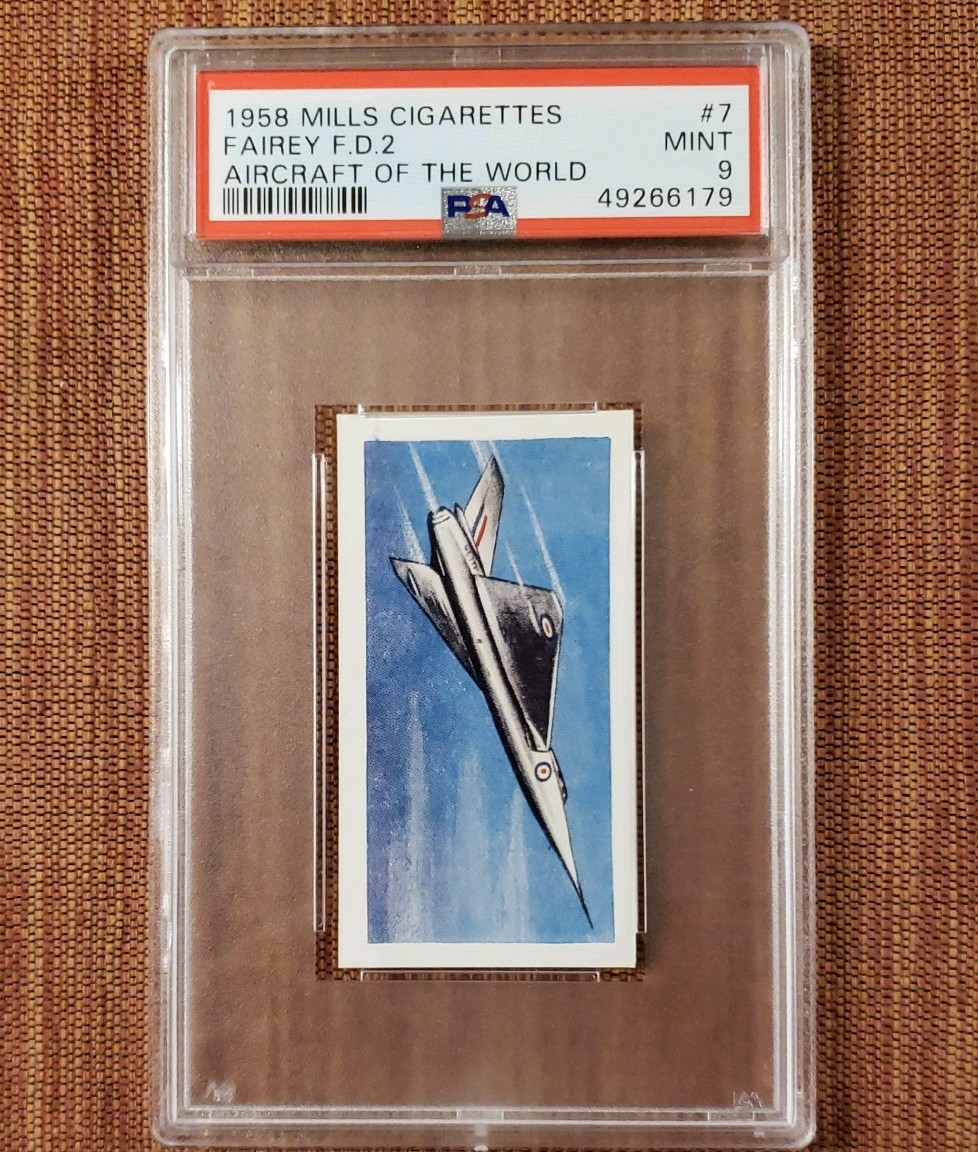 1958 MILLS CIGARETTES #7
FAIREY F.D.2 MINT
AIRCRAFT OF THE WORLD 9
PSA 49266179